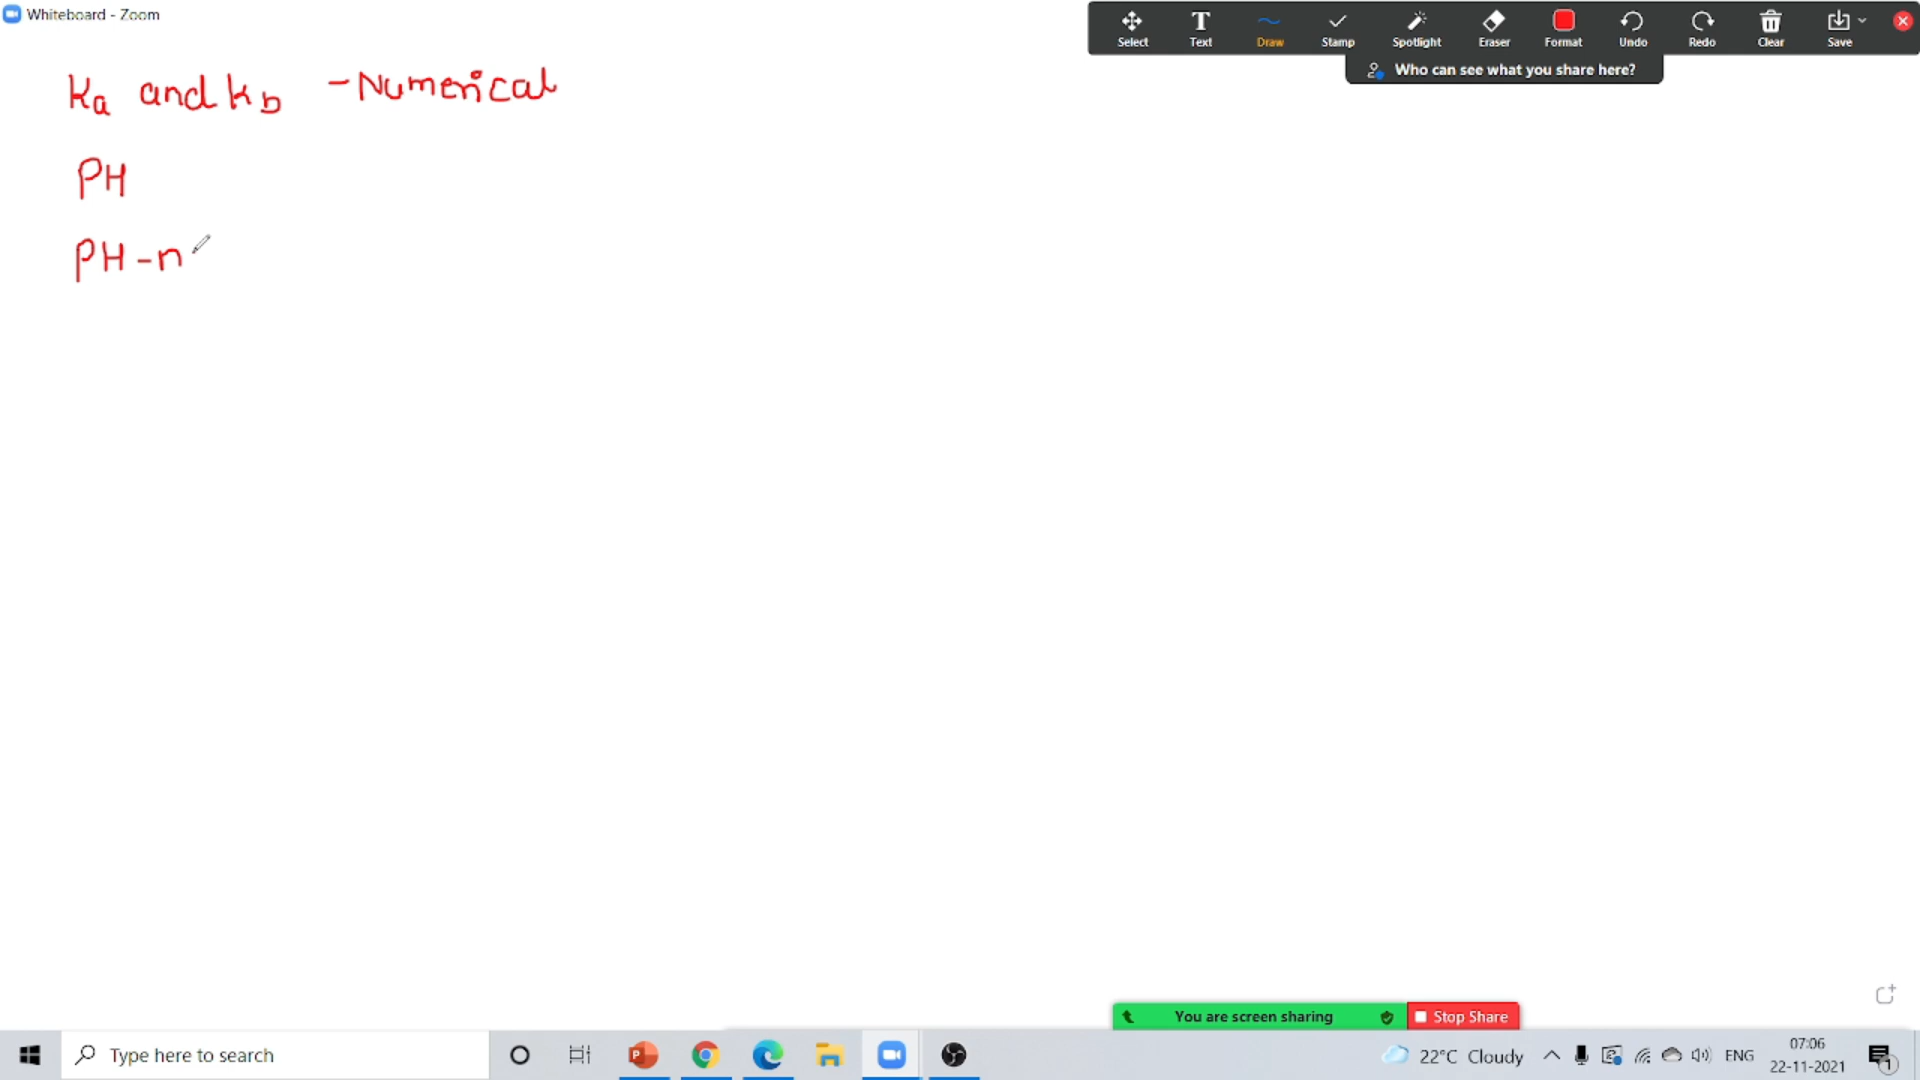 Whiteboard - Zoom
Select Text Draw Stamp Spotlight Eraser Format Undo Redo Clear Save
Who can see what you share here?
Ka and Kb - Numerical
PH
PH - n
You are screen sharing Stop Share
Type here to search
22°C Cloudy ENG 07:06
22-11-2021
1